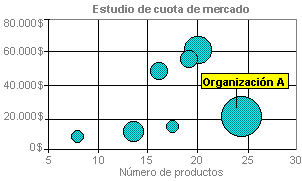 Estudio de cuota de mercado
80.000$
60.000$
40.000$
Organización A
20.000$
0$
5 10 15 20 25 30
Número de productos